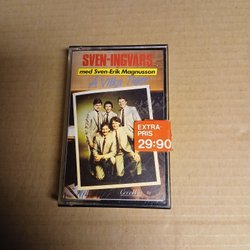 SVEN-INGVARS
med Sven-Erik Magnusson
EXTRA-
PRIS
29:90